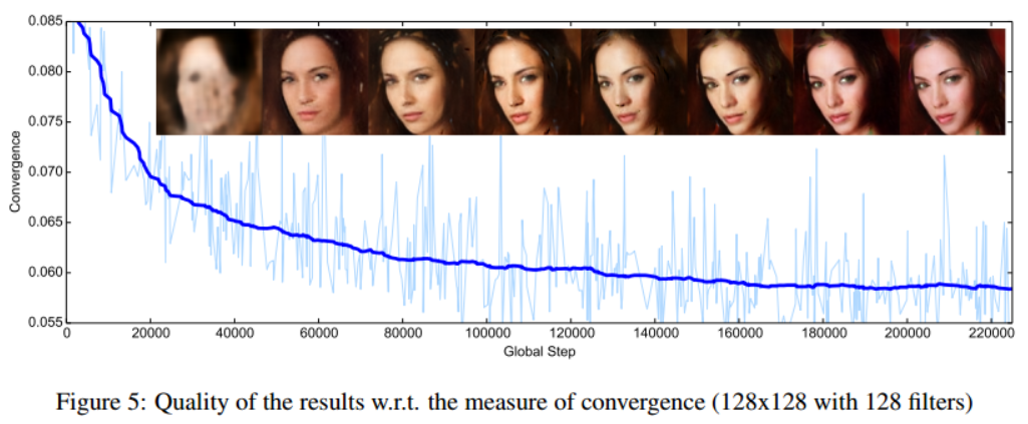 0.085
0.080
0.075
0.070
0.065
0.060
0.055
Convergence
0 20000 40000 60000 80000 100000 120000 140000 160000 180000 200000 220000
Global Step
Figure 5: Quality of the results w.r.t. the measure of convergence (128x128 with 128 filters)